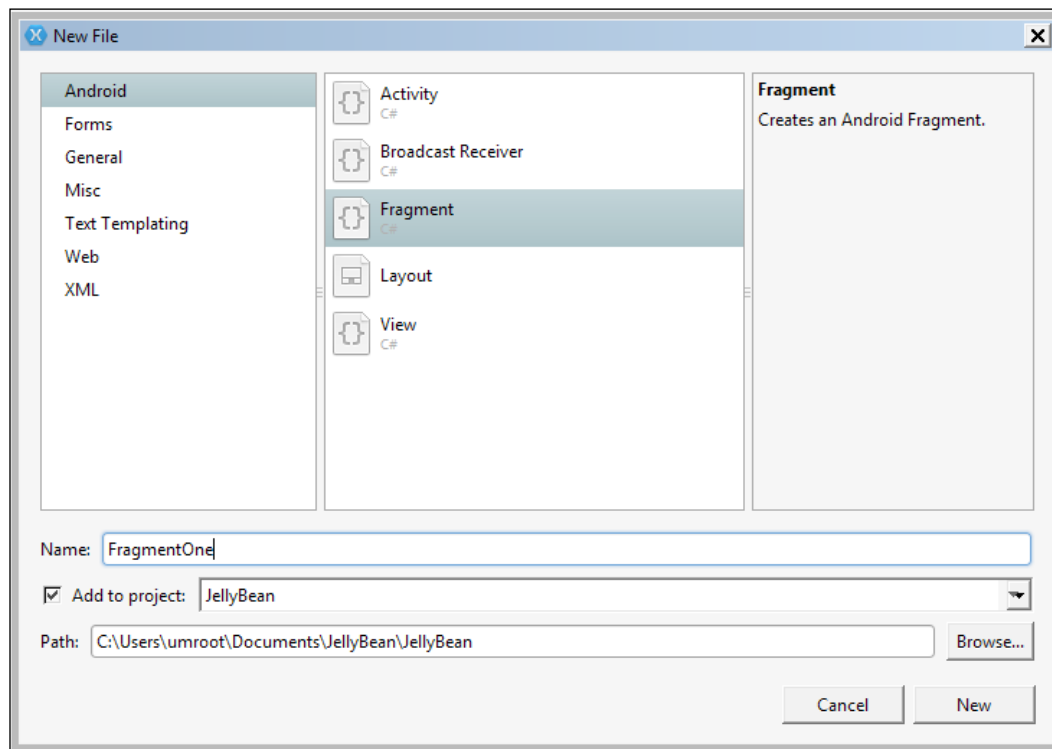 New File
Android
Forms
General
Misc
Text Templating
Web
XML
Activity
C#
Broadcast Receiver
C#
Fragment
C#
Layout
View
C#
Fragment
Creates an Android Fragment.
Name: FragmentOne
Add to project: JellyBean
Path: C:\Users\umroot\Documents\JellyBean\JellyBean Browse...
Cancel New